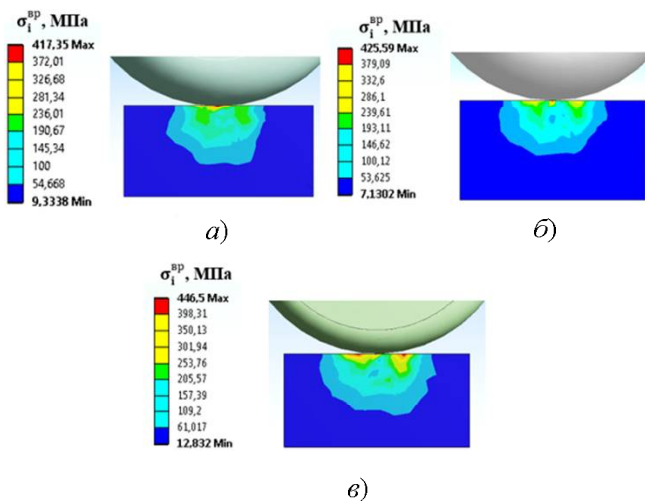 σᵢᵇᵖ, МПа
417,35 Max
372,01
326,68
281,34
236,01
190,67
145,34
100
54,668
9,3338 Min
а)
σᵢᵇᵖ, МПа
425,59 Max
379,09
332,6
286,1
239,61
193,11
146,62
100,12
53,625
7,1302 Min
б)
σᵢᵇᵖ, МПа
446,5 Max
398,31
350,13
301,94
253,76
205,57
157,39
109,2
61,017
12,832 Min
в)